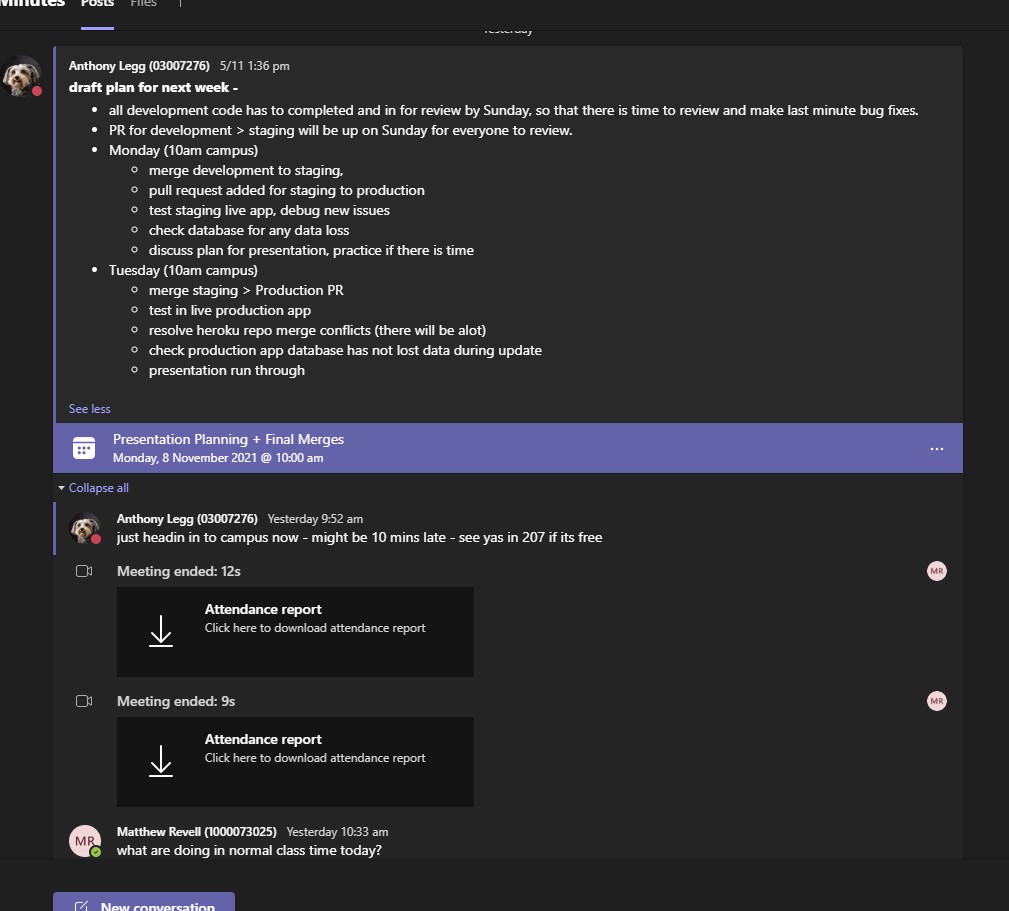 Minutes Posts Files
Yesterday
Anthony Legg (03007276) 5/11 1:36 pm
draft plan for next week -
all development code has to completed and in for review by Sunday, so that there is time to review and make last minute bug fixes.
PR for development > staging will be up on Sunday for everyone to review.
Monday (10am campus)
merge development to staging,
pull request added for staging to production
test staging live app, debug new issues
check database for any data loss
discuss plan for presentation, practice if there is time
Tuesday (10am campus)
merge staging > Production PR
test in live production app
resolve heroku repo merge conflicts (there will be alot)
check production app database has not lost data during update
presentation run through
See less
Presentation Planning + Final Merges
Monday, 8 November 2021 @ 10:00 am
Collapse all
Anthony Legg (03007276) Yesterday 9:52 am
just headin in to campus now - might be 10 mins late - see yas in 207 if its free
Meeting ended: 12s
MR
Attendance report
Click here to download attendance report
Meeting ended: 9s
MR
Attendance report
Click here to download attendance report
MR
Matthew Revell (1000073025) Yesterday 10:33 am
what are doing in normal class time today?
New conversation